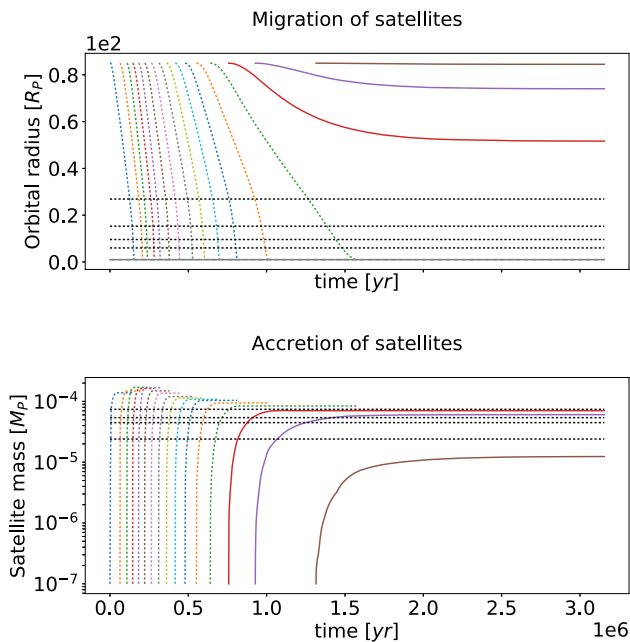 Migration of satellites
1e2
0.8
0.6
0.4
0.2
0.0
Orbital radius [R_P]
time [yr]
Accretion of satellites
10^-4
10^-5
10^-6
10^-7
Satellite mass [M_P]
0.0 0.5 1.0 1.5 2.0 2.5 3.0
time [yr]
1e6